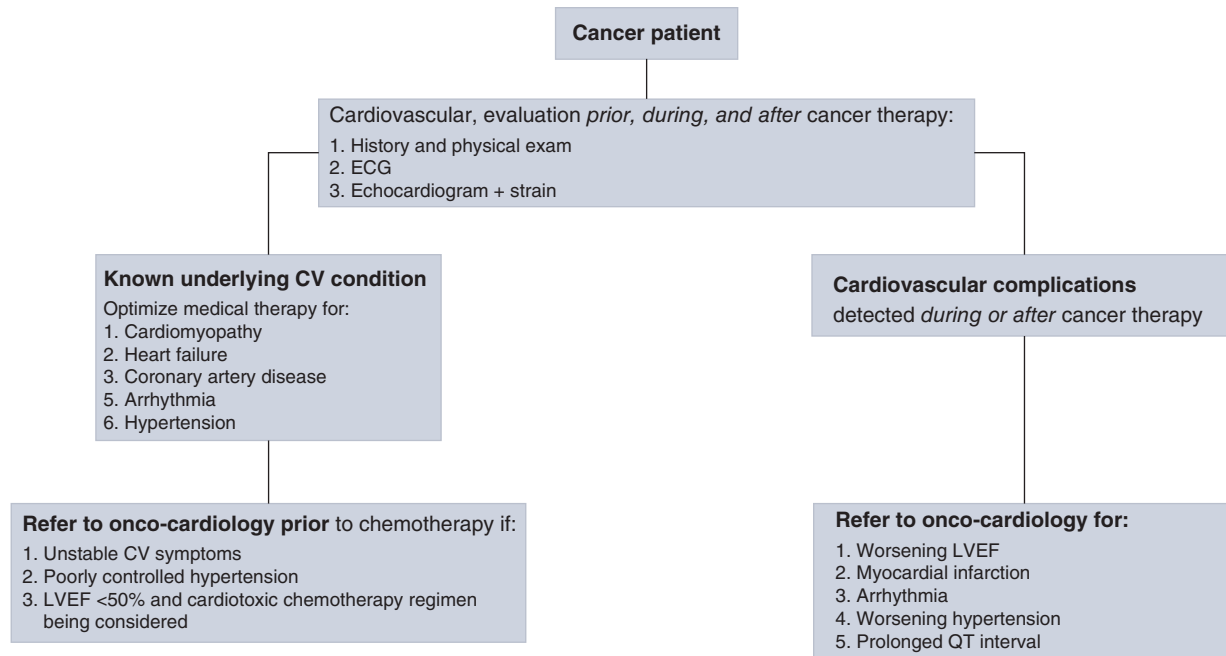 Cancer patient
Cardiovascular, evaluation prior, during, and after cancer therapy:
1. History and physical exam
2. ECG
3. Echocardiogram + strain
Known underlying CV condition
Optimize medical therapy for:
1. Cardiomyopathy
2. Heart failure
3. Coronary artery disease
5. Arrhythmia
6. Hypertension
Cardiovascular complications
detected during or after cancer therapy
Refer to onco-cardiology prior to chemotherapy if:
1. Unstable CV symptoms
2. Poorly controlled hypertension
3. LVEF <50% and cardiotoxic chemotherapy regimen
being considered
Refer to onco-cardiology for:
1. Worsening LVEF
2. Myocardial infarction
3. Arrhythmia
4. Worsening hypertension
5. Prolonged QT interval